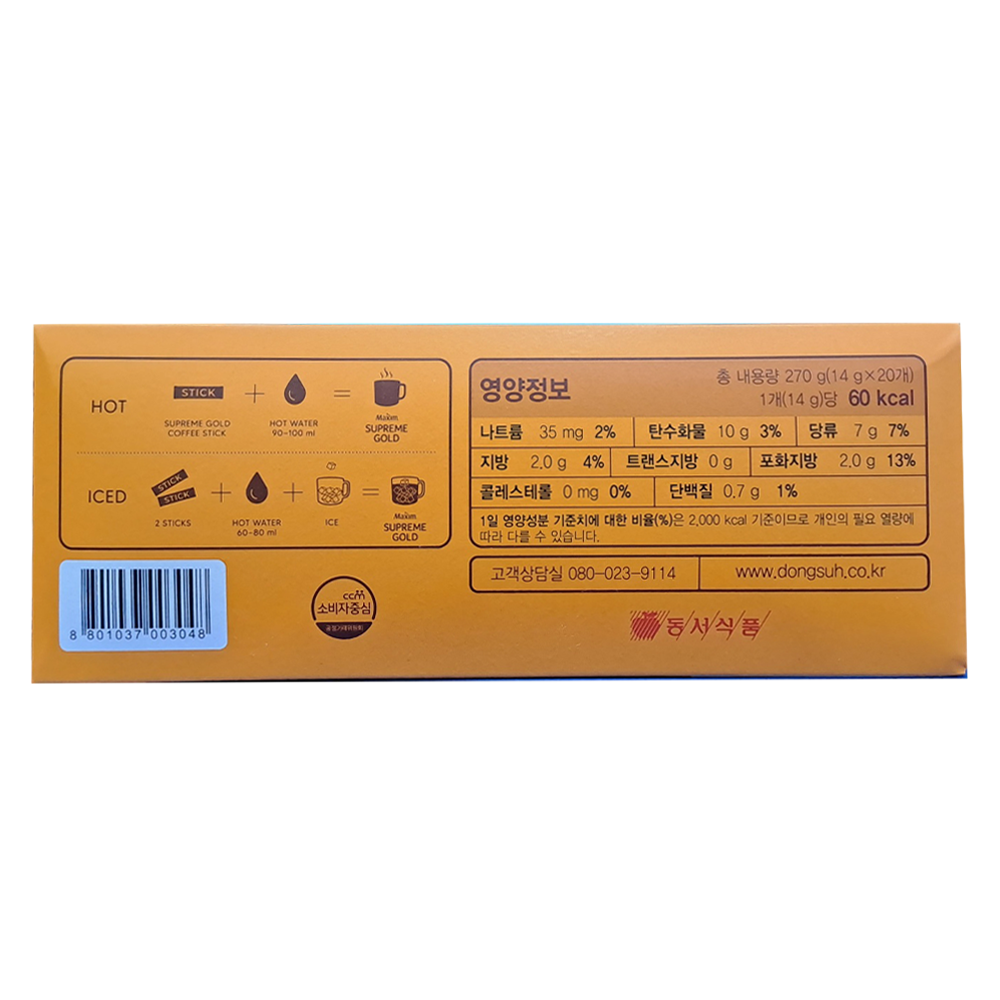 HOT
STICK
SUPREME GOLD
COFFEE STICK
HOT WATER
90-100 ml
Maxim
SUPREME
GOLD
ICED
STICK
STICK
2 STICKS
HOT WATER
60-80 ml
ICE
Maxim
SUPREME
GOLD
영양정보
총 내용량 270 g(14 g×20개)
1개(14 g)당 60 kcal
나트륨 35 mg 2% 탄수화물 10 g 3% 당류 7 g 7%
지방 2.0 g 4% 트랜스지방 0 g 포화지방 2.0 g 13%
콜레스테롤 0 mg 0% 단백질 0.7 g 1%
1일 영양성분 기준치에 대한 비율(%)은 2,000 kcal 기준이므로 개인의 필요 열량에
따라 다를 수 있습니다.
고객상담실 080-023-9114 www.dongsuh.co.kr
8 801037 003048
ccm
소비자중심
공정거래위원회
동서식품